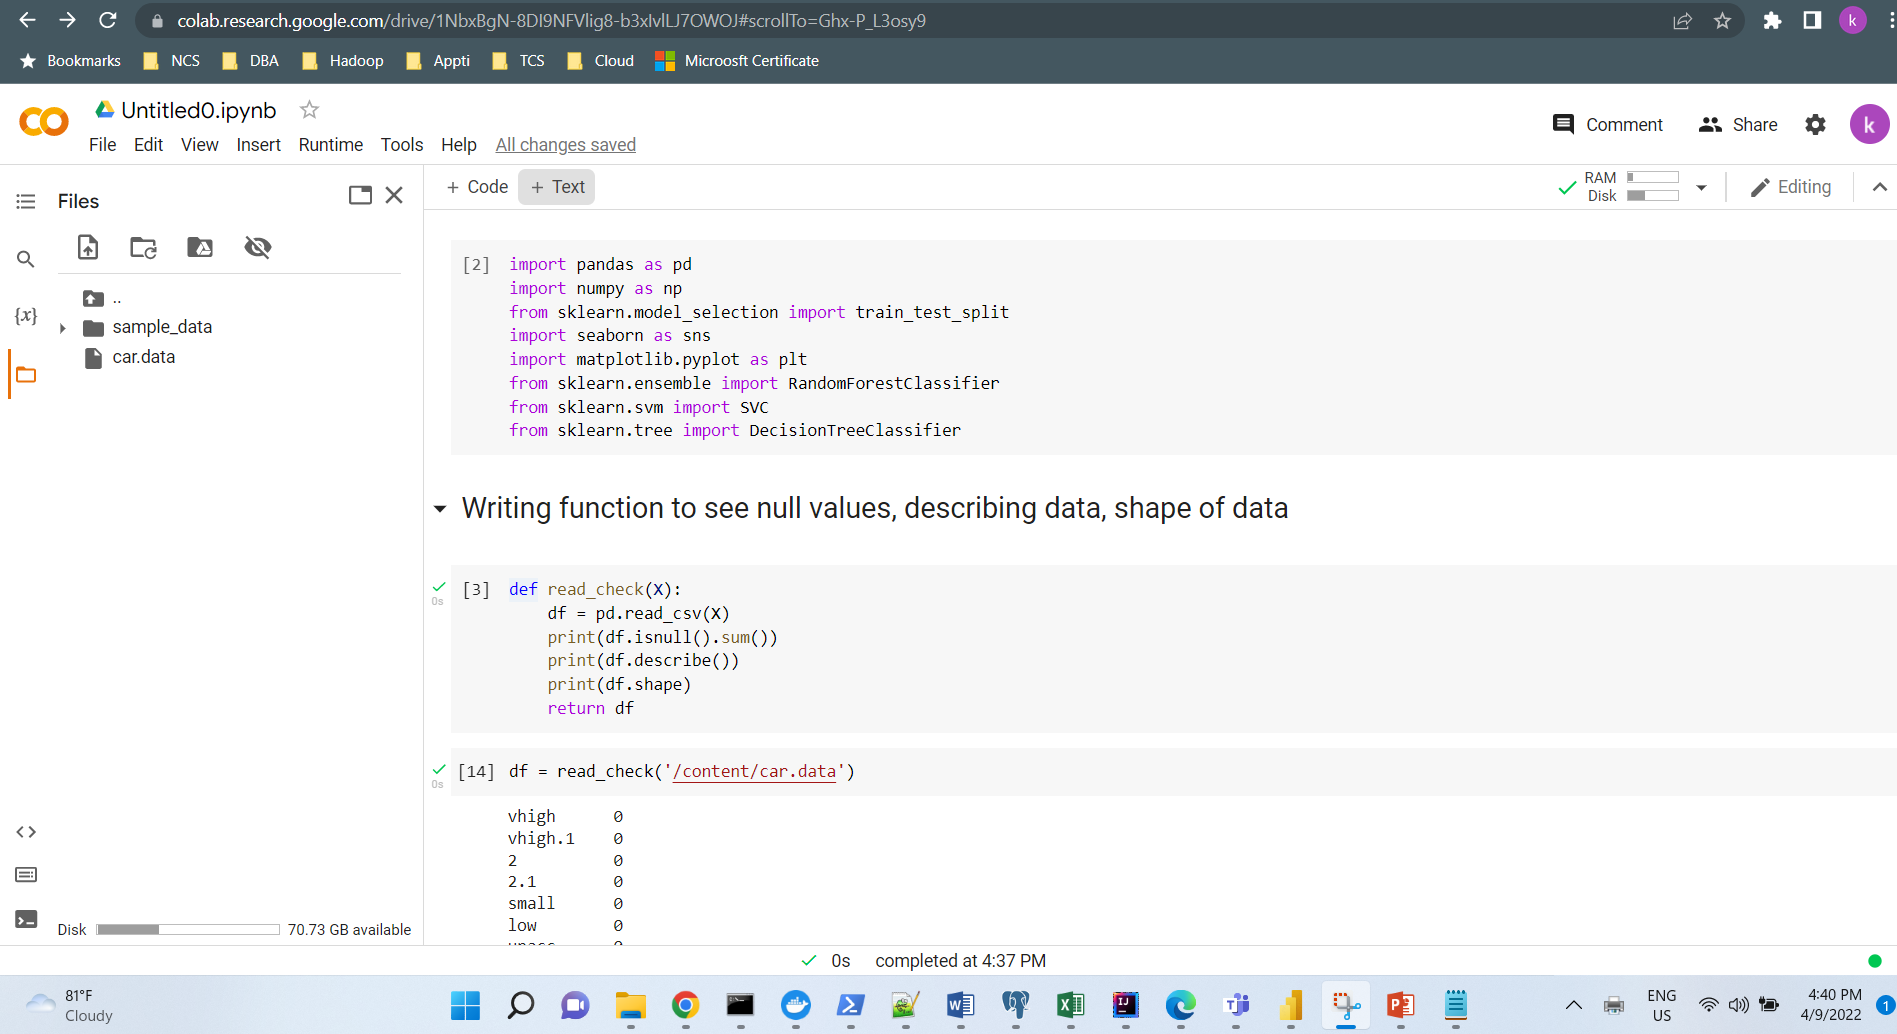 colab.research.google.com/drive/1NbxBgN-8DI9NFVlig8-b3xIvlLJ7OWOJ#scrollTo=Ghx-P_L3osy9
k
Bookmarks NCS DBA Hadoop Appti TCS Cloud Microosft Certificate
Untitled0.ipynb
File Edit View Insert Runtime Tools Help All changes saved
Comment Share k
Files
+ Code + Text
RAM
Disk
Editing
..
sample_data
car.data
{x}
[2] import pandas as pd
import numpy as np
from sklearn.model_selection import train_test_split
import seaborn as sns
import matplotlib.pyplot as plt
from sklearn.ensemble import RandomForestClassifier
from sklearn.svm import SVC
from sklearn.tree import DecisionTreeClassifier
Writing function to see null values, describing data, shape of data
0s
[3] def read_check(X):
df = pd.read_csv(X)
print(df.isnull().sum())
print(df.describe())
print(df.shape)
return df
0s
[14] df = read_check('/content/car.data')
vhigh 0
vhigh.1 0
2 0
2.1 0
small 0
low 0
Disk 70.73 GB available
0s completed at 4:37 PM
81°F
Cloudy
ENG
US
4:40 PM
4/9/2022
1